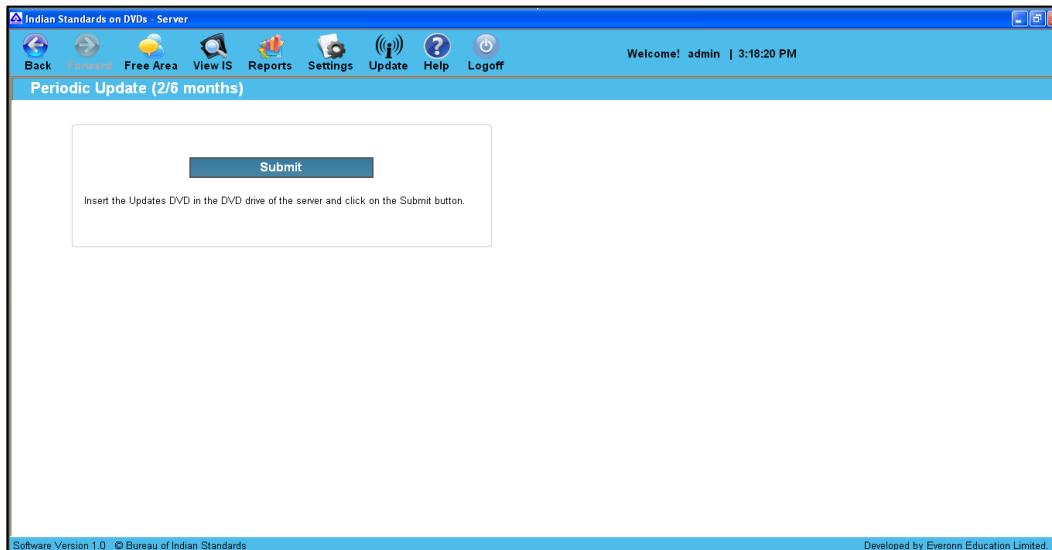 Indian Standards on DVDs - Server
Back Forward Free Area View IS Reports Settings Update Help Logoff Welcome! admin | 3:18:20 PM
Periodic Update (2/6 months)
Submit
Insert the Updates DVD in the DVD drive of the server and click on the Submit button.
Software Version 1.0 © Bureau of Indian Standards Developed by Everonn Education Limited.